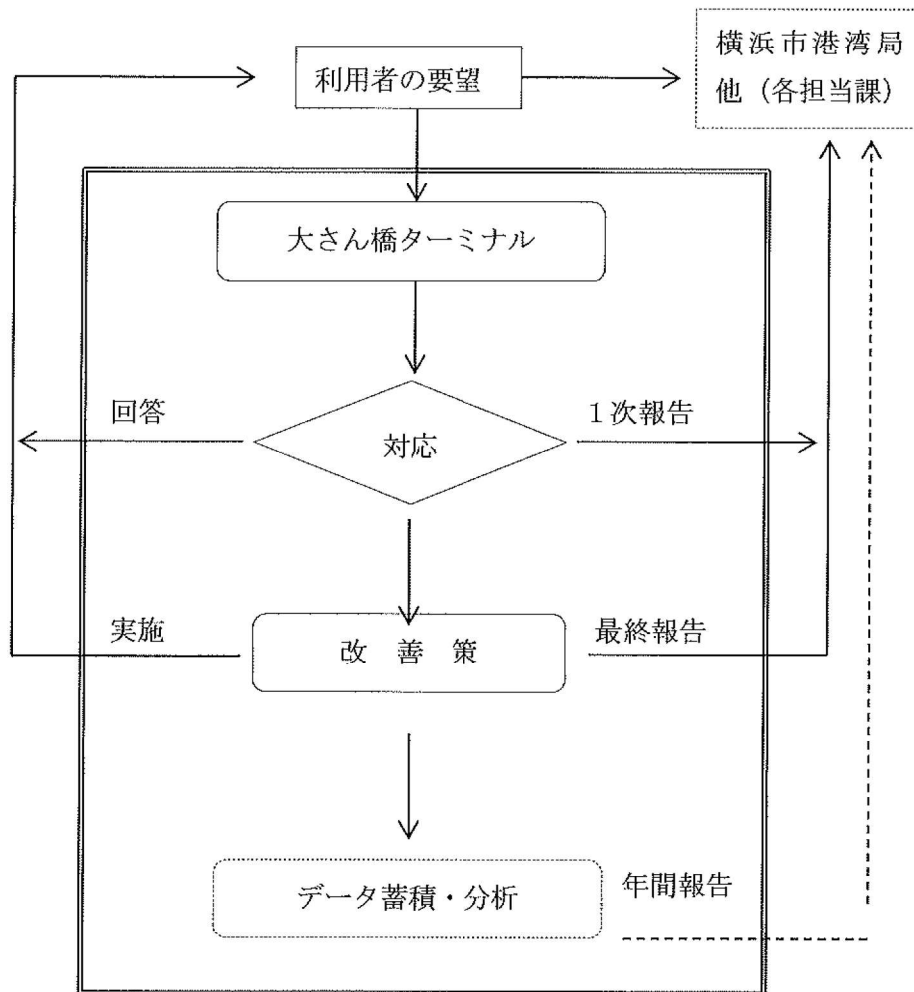 横浜市港湾局
他（各担当課）
利用者の要望
大さん橋ターミナル
回答
対応
１次報告
実施
改　善　策
最終報告
データ蓄積・分析
年間報告